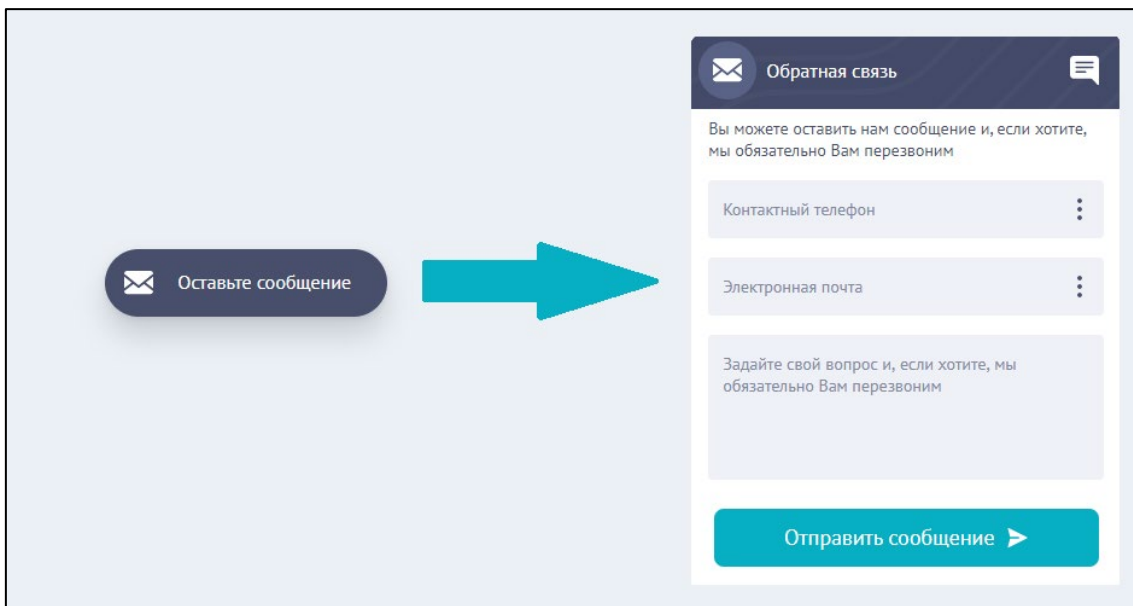 Оставьте сообщение
Обратная связь
Вы можете оставить нам сообщение и, если хотите,
мы обязательно Вам перезвоним
Контактный телефон
Электронная почта
Задайте свой вопрос и, если хотите, мы
обязательно Вам перезвоним
Отправить сообщение